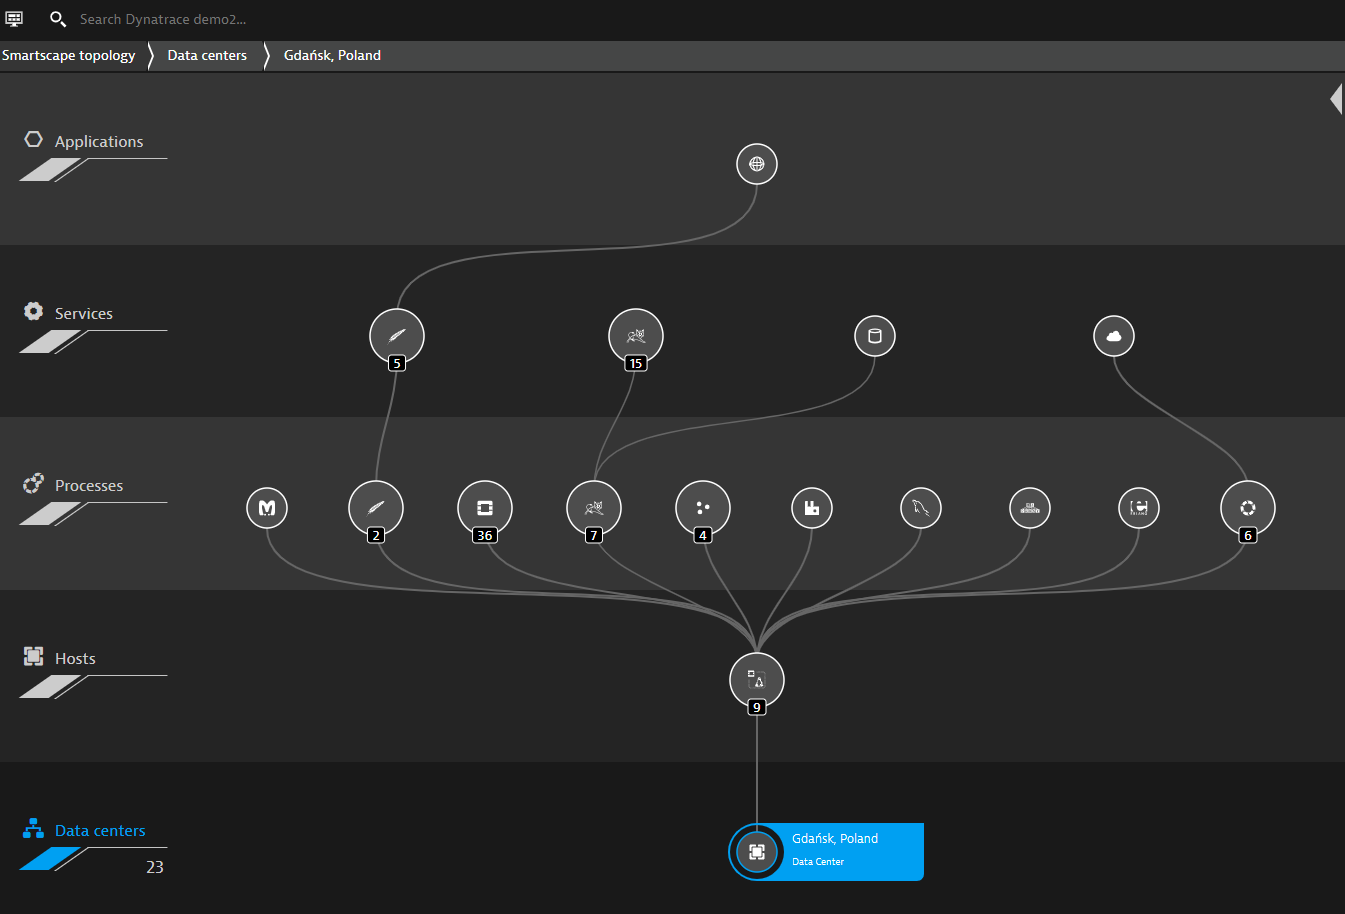 Search Dynatrace demo2...
Smartscape topology
Data centers
Gdańsk, Poland
Applications
Services
5
15
Processes
2
36
7
4
6
Hosts
9
Data centers
23
Gdańsk, Poland
Data Center